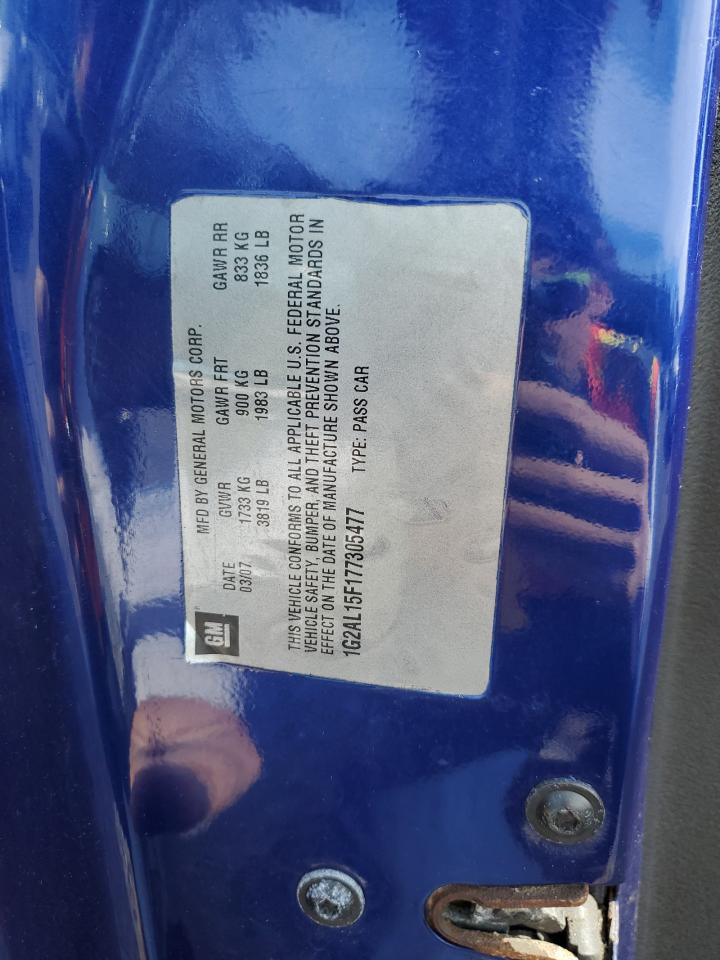 GM
MFD BY GENERAL MOTORS CORP.
DATE GVWR GAWR FRT GAWR RR
03/07 1733 KG 900 KG 833 KG
3819 LB 1983 LB 1836 LB
THIS VEHICLE CONFORMS TO ALL APPLICABLE U.S. FEDERAL MOTOR
VEHICLE SAFETY, BUMPER, AND THEFT PREVENTION STANDARDS IN
EFFECT ON THE DATE OF MANUFACTURE SHOWN ABOVE.
1G2AL15F177305477 TYPE: PASS CAR